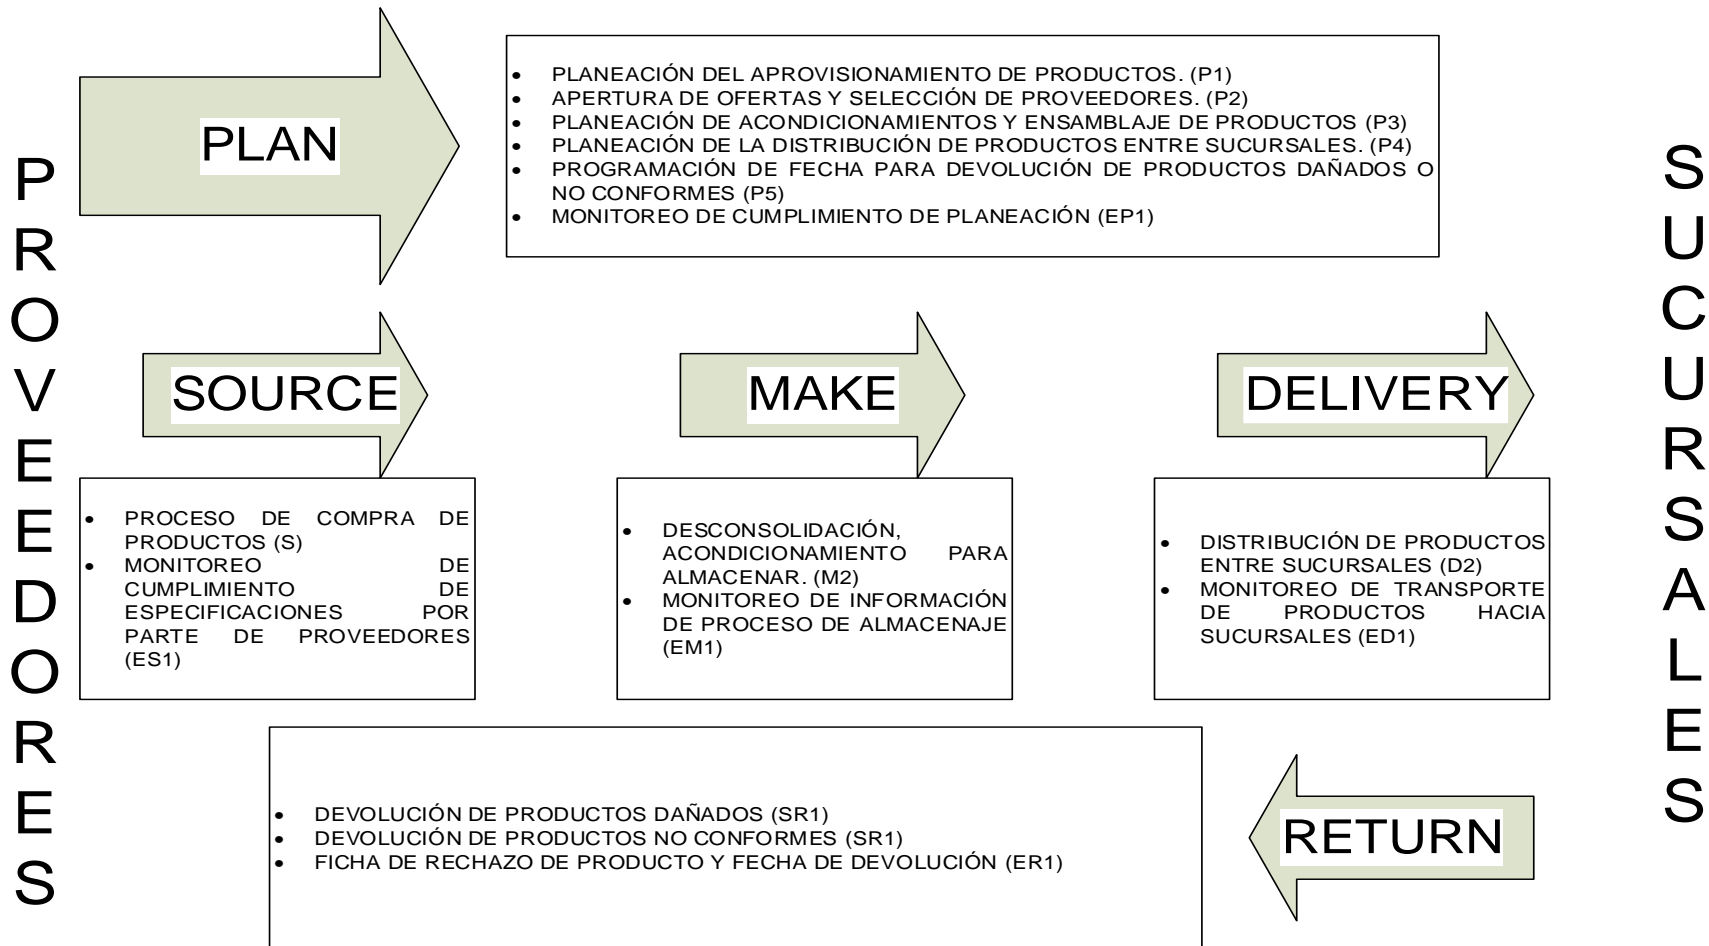 PROVEEDORES
PLAN
• PLANEACIÓN DEL APROVISIONAMIENTO DE PRODUCTOS. (P1)
• APERTURA DE OFERTAS Y SELECCIÓN DE PROVEEDORES. (P2)
• PLANEACIÓN DE ACONDICIONAMIENTOS Y ENSAMBLAJE DE PRODUCTOS (P3)
• PLANEACIÓN DE LA DISTRIBUCIÓN DE PRODUCTOS ENTRE SUCURSALES. (P4)
• PROGRAMACIÓN DE FECHA PARA DEVOLUCIÓN DE PRODUCTOS DAÑADOS O
NO CONFORMES (P5)
• MONITOREO DE CUMPLIMIENTO DE PLANEACIÓN (EP1)
SOURCE
• PROCESO DE COMPRA DE
PRODUCTOS (S)
• MONITOREO DE
CUMPLIMIENTO DE
ESPECIFICACIONES POR
PARTE DE PROVEEDORES
(ES1)
MAKE
• DESCONSOLIDACIÓN,
ACONDICIONAMIENTO PARA
ALMACENAR. (M2)
• MONITOREO DE INFORMACIÓN
DE PROCESO DE ALMACENAJE
(EM1)
DELIVERY
• DISTRIBUCIÓN DE PRODUCTOS
ENTRE SUCURSALES (D2)
• MONITOREO DE TRANSPORTE
DE PRODUCTOS HACIA
SUCURSALES (ED1)
• DEVOLUCIÓN DE PRODUCTOS DAÑADOS (SR1)
• DEVOLUCIÓN DE PRODUCTOS NO CONFORMES (SR1)
• FICHA DE RECHAZO DE PRODUCTO Y FECHA DE DEVOLUCIÓN (ER1)
RETURN
SUCURSALES